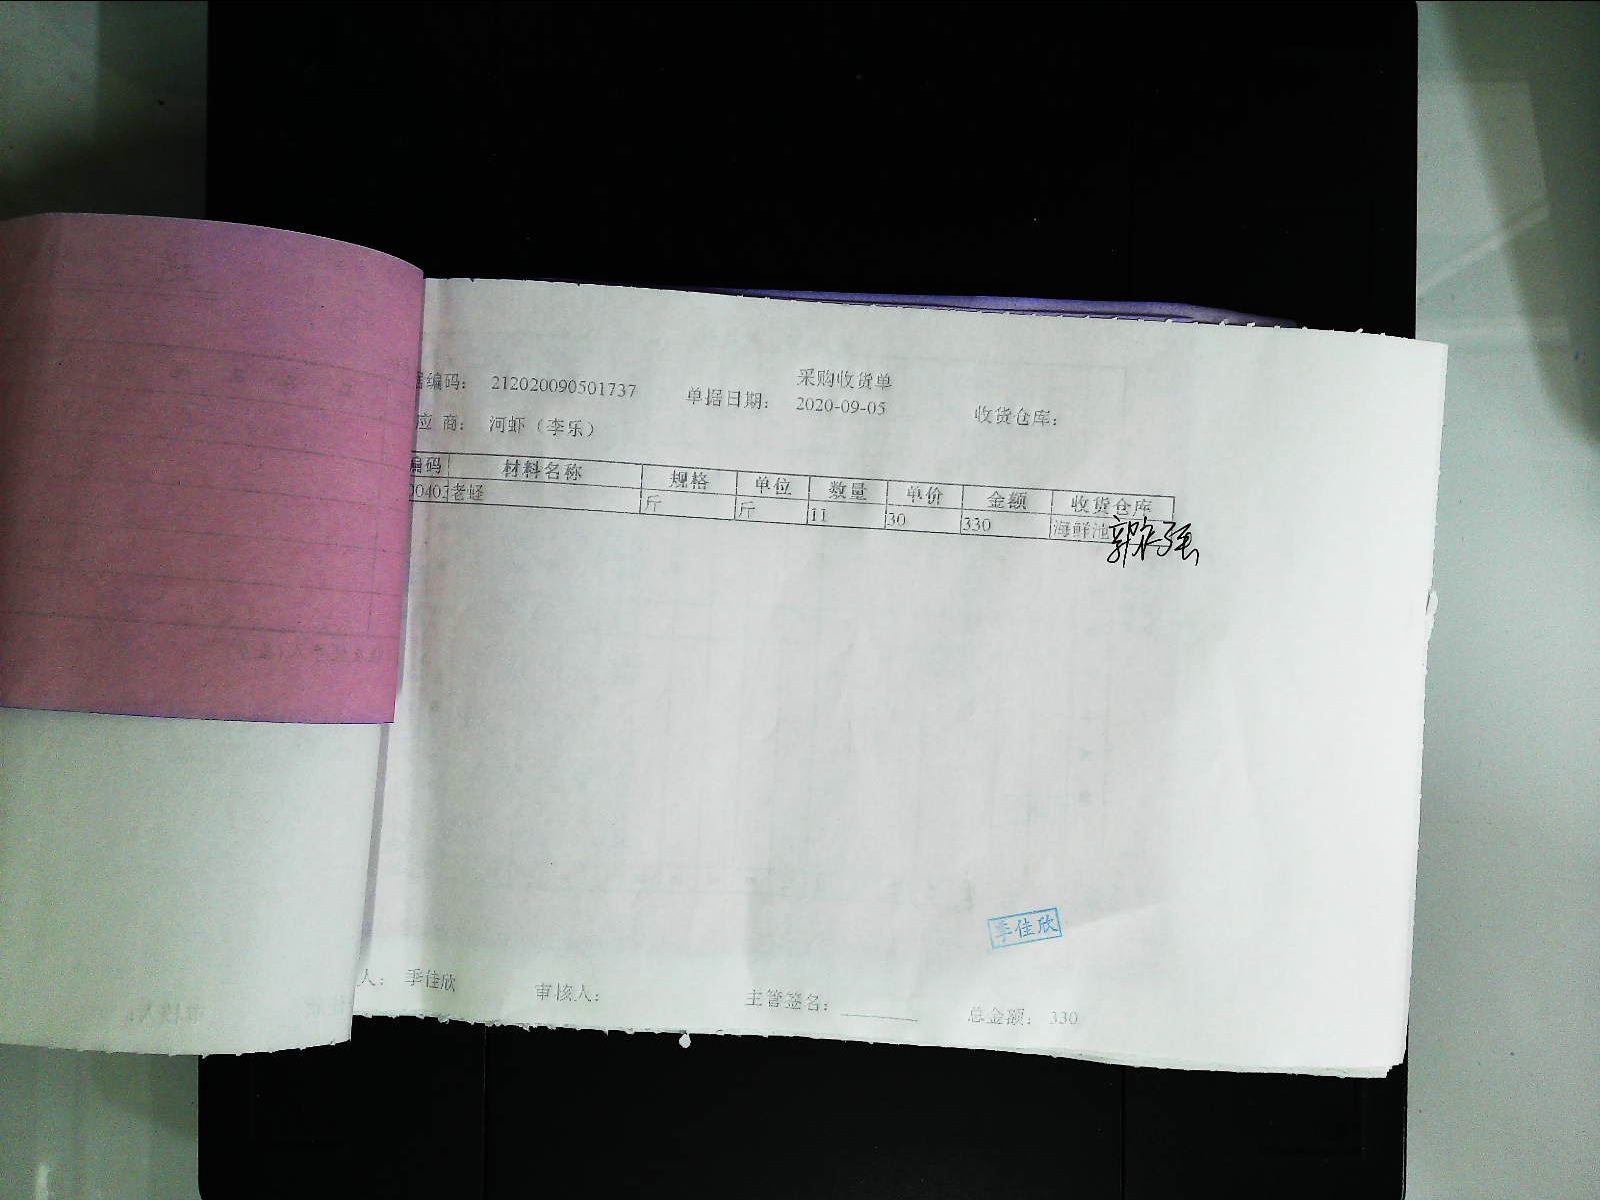 采购收货单
编码： 212020090501737 单据日期： 2020-09-05 收货仓库：
应 商： 河虾（李乐）
编码 材料名称 规格 单位 数量 单价 金额 收货仓库
00403 老蛏 斤 斤 11 30 330 海鲜池
季佳欣
人： 季佳欣 审核人： 主管签名： 总金额： 330